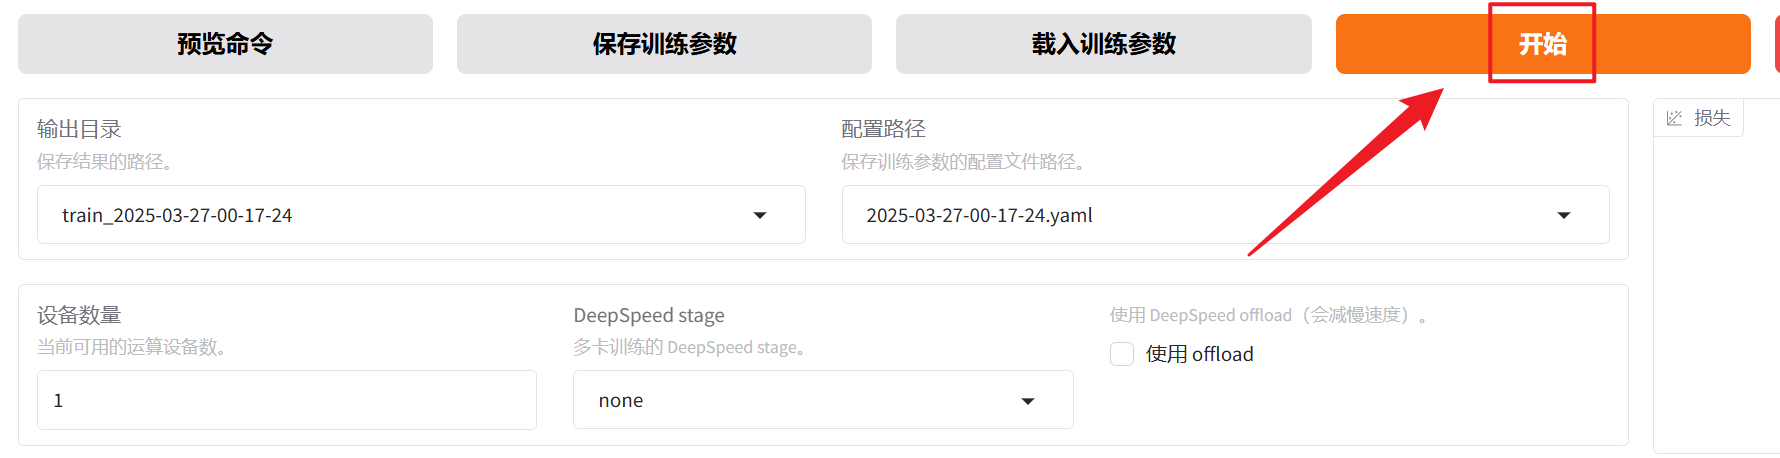 预览命令
保存训练参数
载入训练参数
开始
输出目录
保存结果的路径。
train_2025-03-27-00-17-24
配置路径
保存训练参数的配置文件路径。
2025-03-27-00-17-24.yaml
损失
设备数量
当前可用的运算设备数。
1
DeepSpeed stage
多卡训练的 DeepSpeed stage。
none
使用 DeepSpeed offload（会减慢速度）。
使用 offload